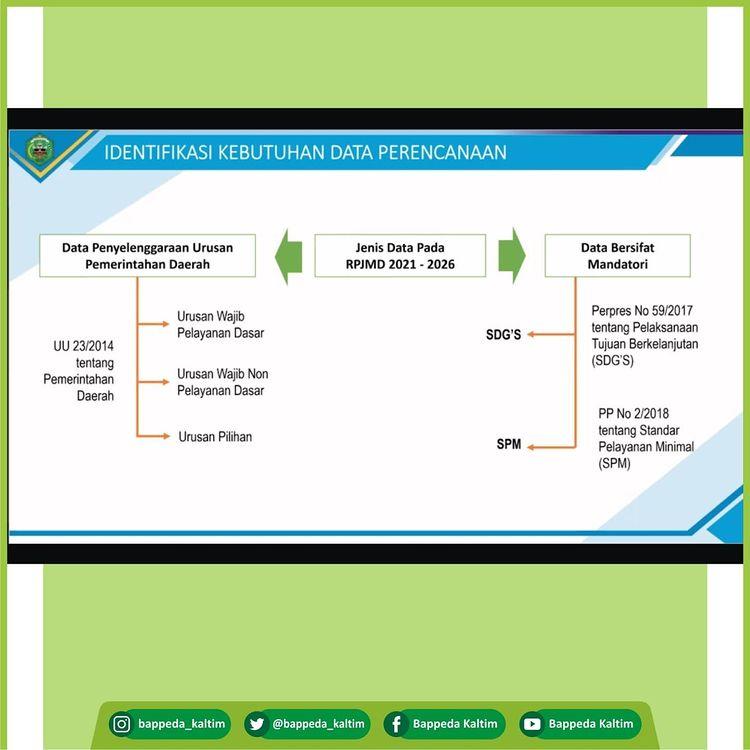 IDENTIFIKASI KEBUTUHAN DATA PERENCANAAN
Data Penyelenggaraan Urusan
Pemerintahan Daerah
Jenis Data Pada
RPJMD 2021 - 2026
Data Bersifat
Mandatori
UU 23/2014
tentang
Pemerintahan
Daerah
Urusan Wajib
Pelayanan Dasar
Urusan Wajib Non
Pelayanan Dasar
Urusan Pilihan
SDG'S
Perpres No 59/2017
tentang Pelaksanaan
Tujuan Berkelanjutan
(SDG'S)
SPM
PP No 2/2018
tentang Standar
Pelayanan Minimal
(SPM)
bappeda_kaltim
@bappeda_kaltim
Bappeda Kaltim
Bappeda Kaltim